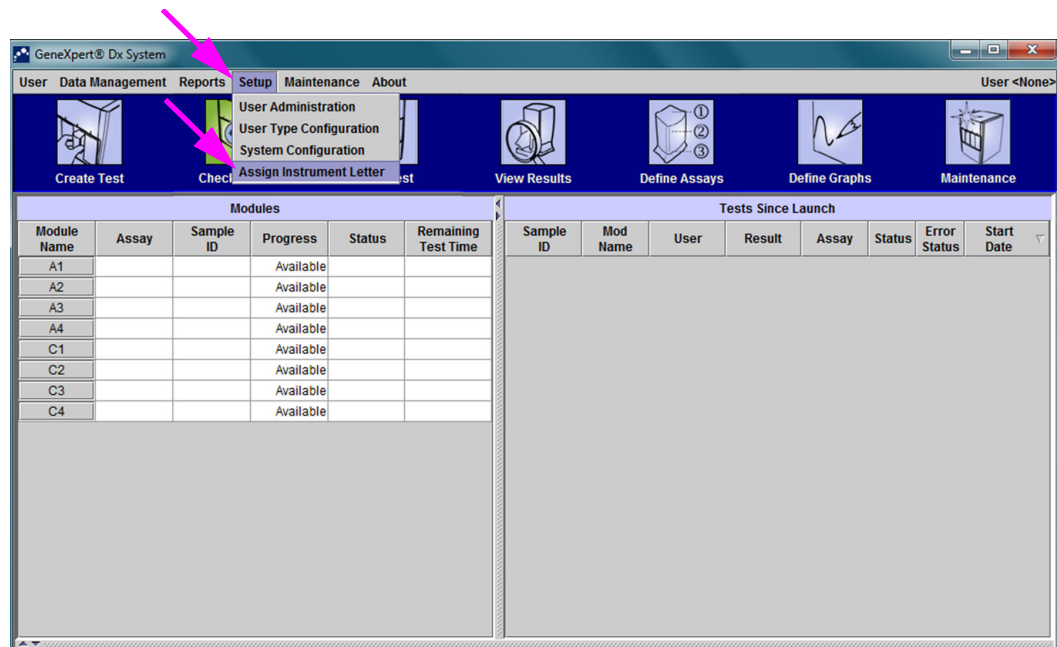 GeneXpert® Dx System
User Data Management Reports Setup Maintenance About User <None>
User Administration
User Type Configuration
System Configuration
Assign Instrument Letter
①
②
③
Create Test Chec st View Results Define Assays Define Graphs Maintenance
Modules
Module Name Assay Sample ID Progress Status Remaining Test Time
A1 Available
A2 Available
A3 Available
A4 Available
C1 Available
C2 Available
C3 Available
C4 Available
Tests Since Launch
Sample ID Mod Name User Result Assay Status Error Status Start Date